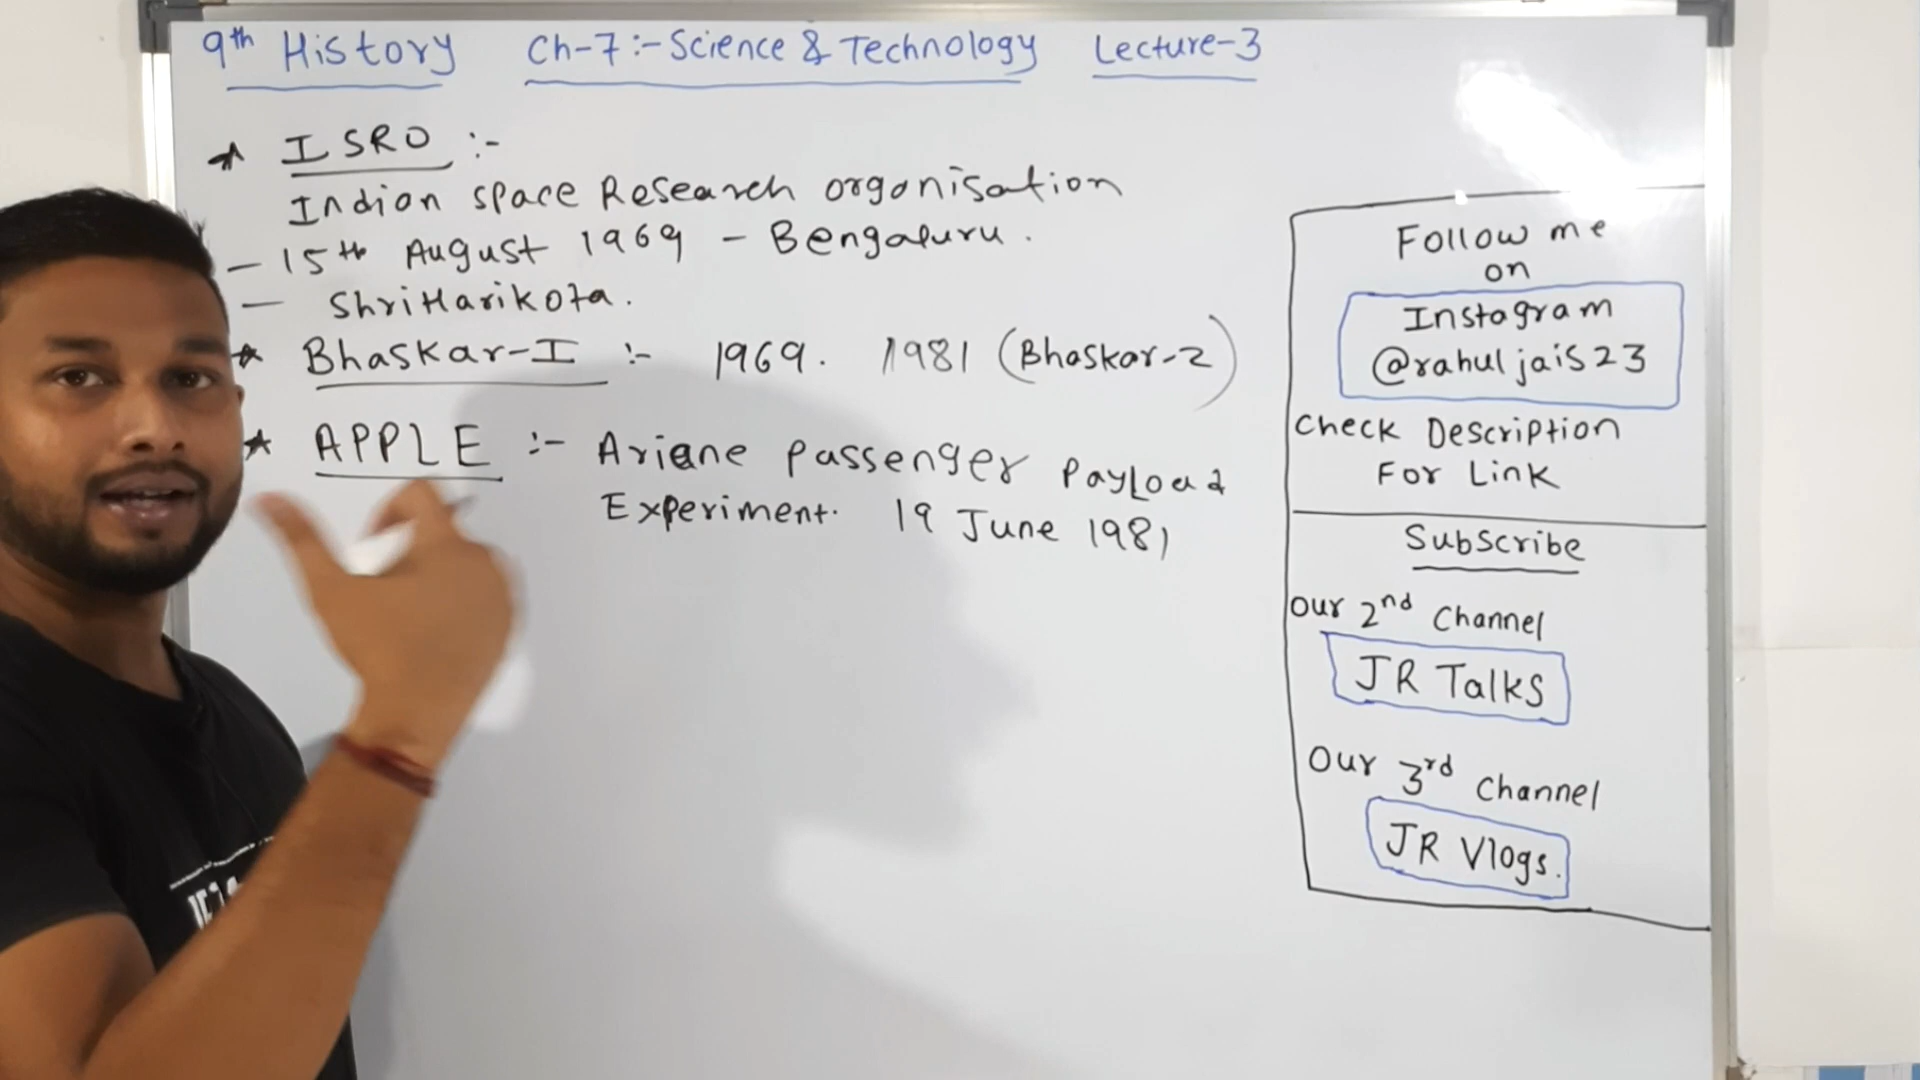 9th History Ch-7:- Science & Technology Lecture-3
ISRO :-
Indian space Research organisation
- 15th August 1969 - Bengaluru.
- ShriHarikota.
Bhaskar-I :- 1969. 1981 (Bhaskar-2)
APPLE :- Ariane Passenger Payload
Experiment. 19 June 1981
Follow me
on
Instagram
@rahuljais23
Check Description
For Link
Subscribe
Our 2nd Channel
JR Talks
Our 3rd Channel
JR Vlogs.